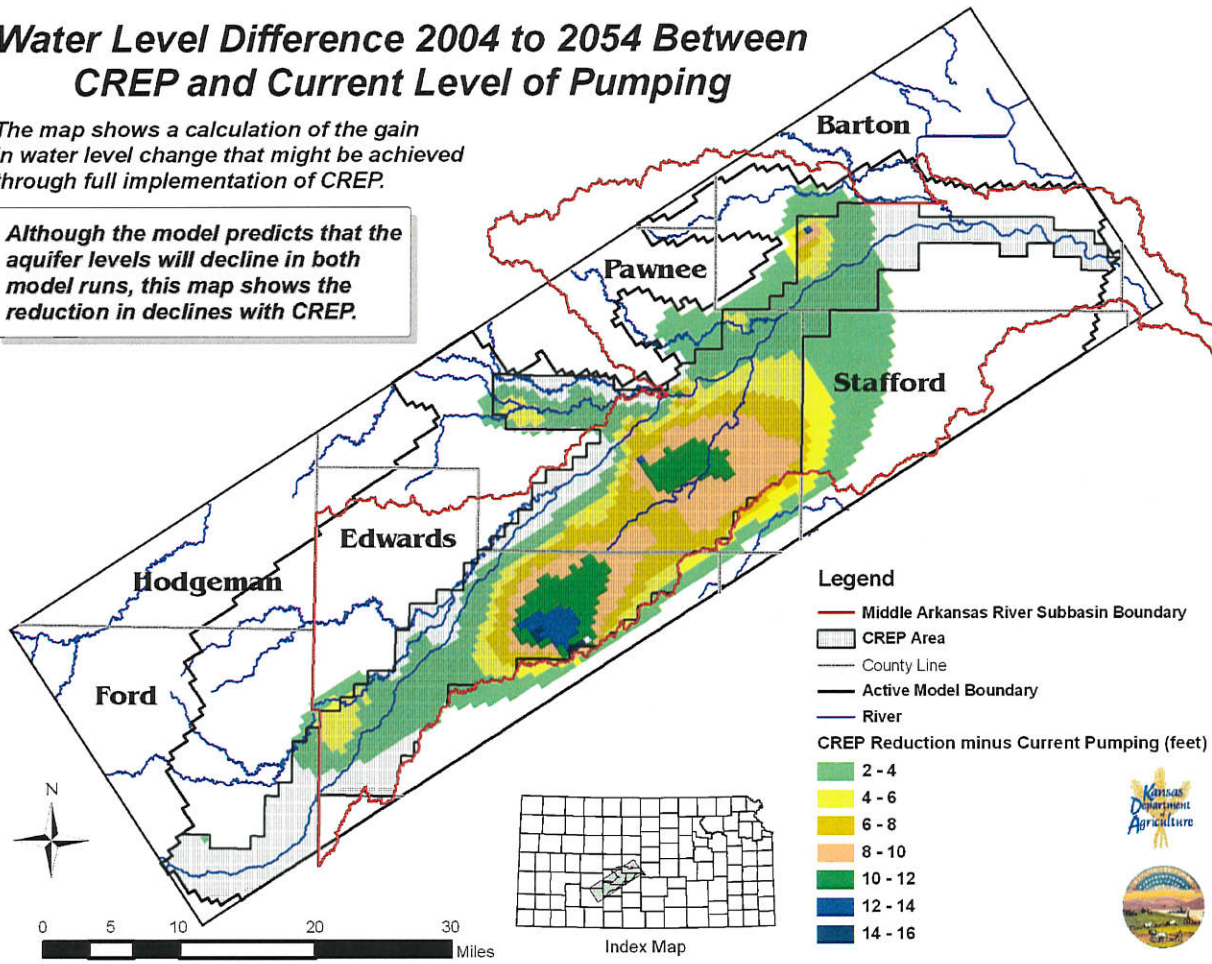 Water Level Difference 2004 to 2054 Between
CREP and Current Level of Pumping
The map shows a calculation of the gain
in water level change that might be achieved
through full implementation of CREP.
Although the model predicts that the
aquifer levels will decline in both
model runs, this map shows the
reduction in declines with CREP.
Barton
Pawnee
Stafford
Edwards
Hodgeman
Ford
N
0 5 10 20 30
Miles
Index Map
Legend
Middle Arkansas River Subbasin Boundary
CREP Area
County Line
Active Model Boundary
River
CREP Reduction minus Current Pumping (feet)
2 - 4
4 - 6
6 - 8
8 - 10
10 - 12
12 - 14
14 - 16
Kansas
Department
of
Agriculture